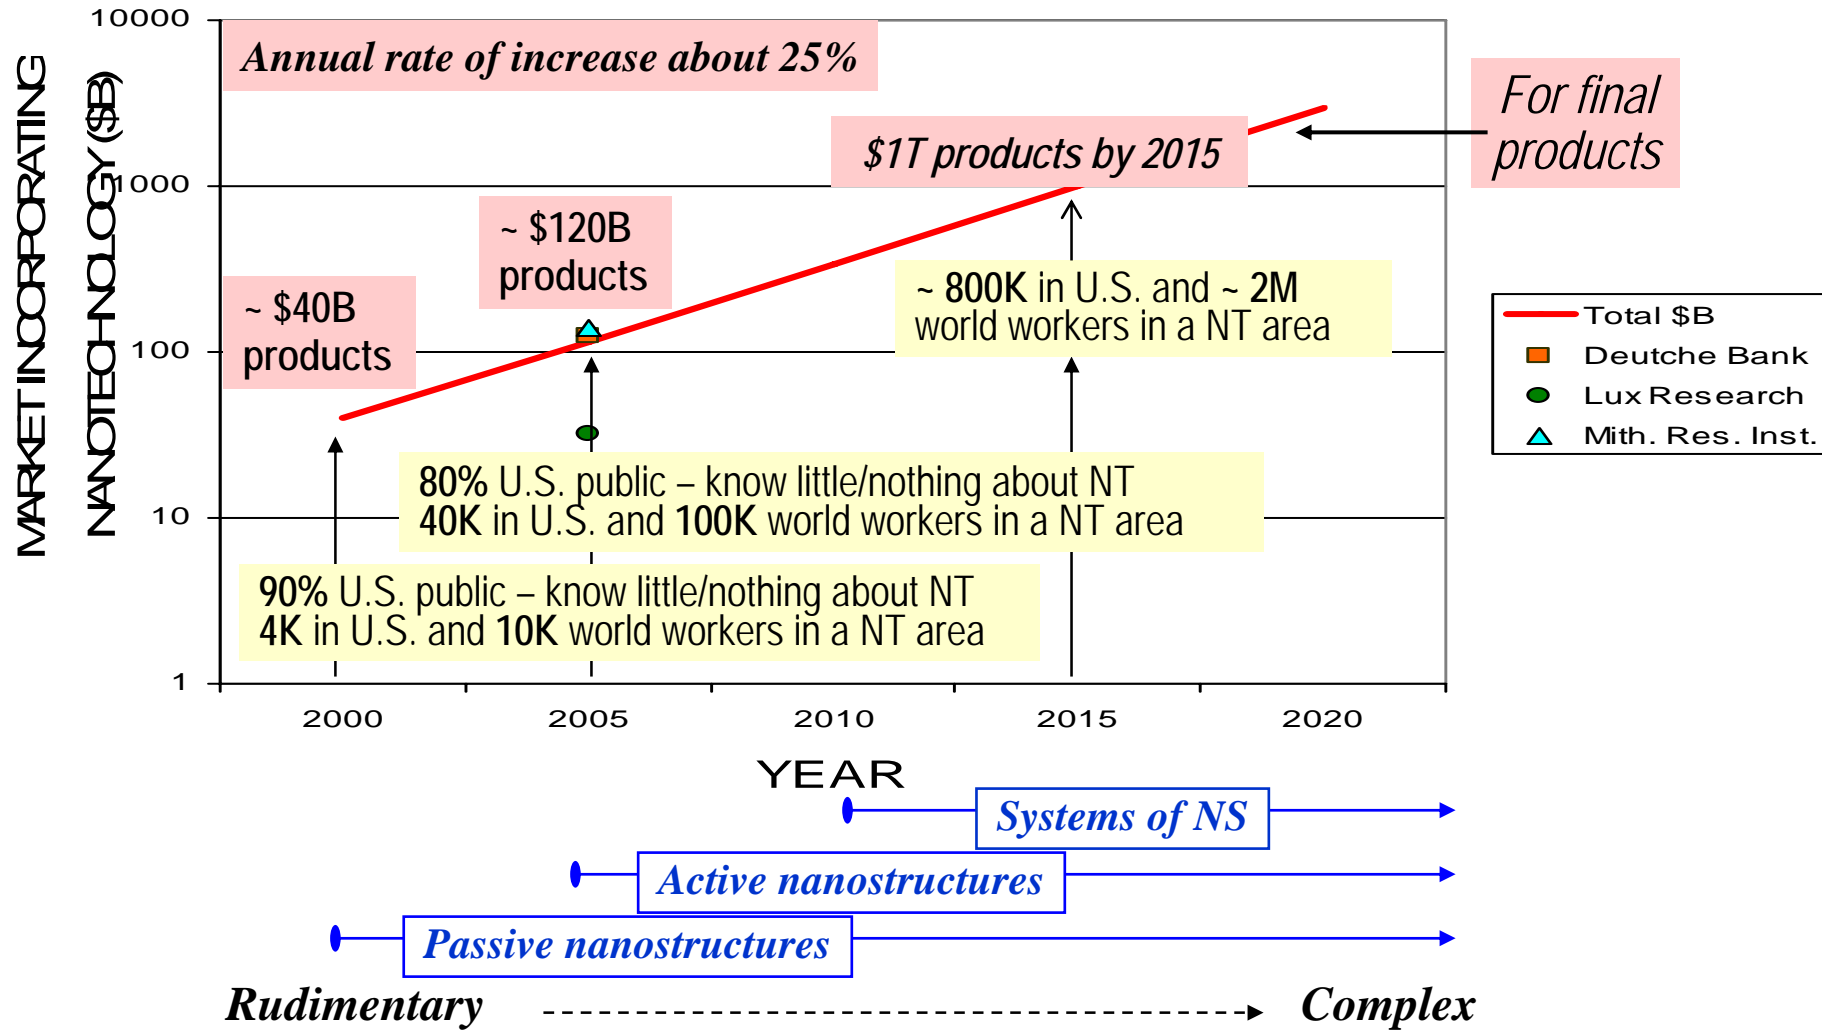 MARKET INCORPORATING
NANOTECHNOLOGY ($B)
10000
1000
100
10
1
Annual rate of increase about 25%
$1T products by 2015
For final
products
~ $120B
products
~ $40B
products
~ 800K in U.S. and ~ 2M
world workers in a NT area
Total $B
Deutche Bank
Lux Research
Mith. Res. Inst.
80% U.S. public – know little/nothing about NT
40K in U.S. and 100K world workers in a NT area
90% U.S. public – know little/nothing about NT
4K in U.S. and 10K world workers in a NT area
2000 2005 2010 2015 2020
YEAR
Systems of NS
Active nanostructures
Passive nanostructures
Rudimentary Complex